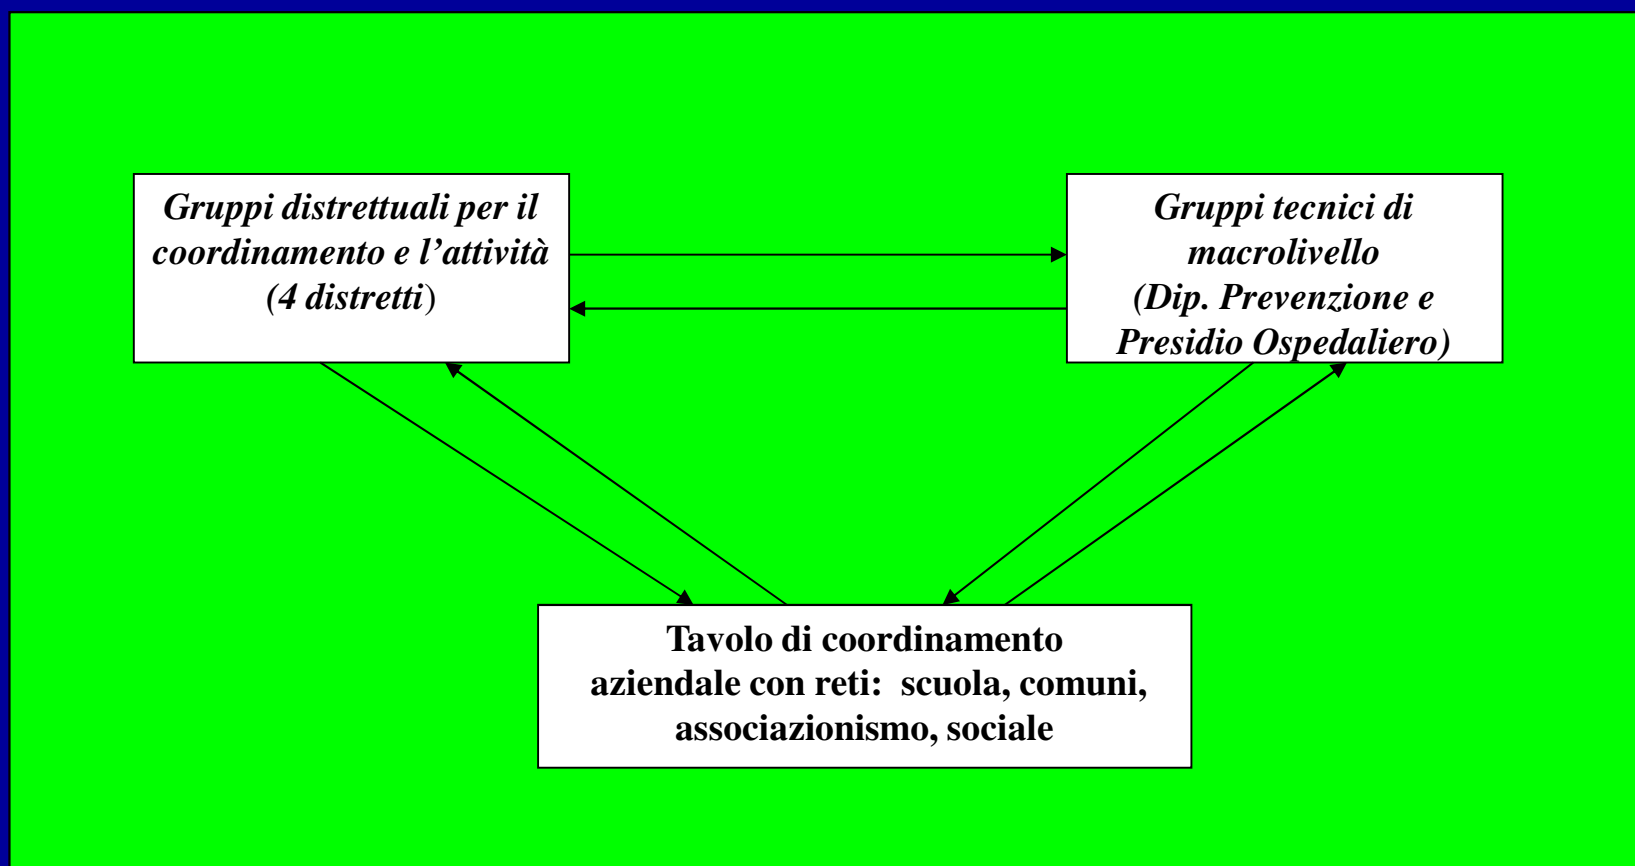 Gruppi distrettuali per il
coordinamento e l’attività
(4 distretti)
Gruppi tecnici di
macrolivello
(Dip. Prevenzione e
Presidio Ospedaliero)
Tavolo di coordinamento
aziendale con reti:  scuola, comuni,
associazionismo, sociale